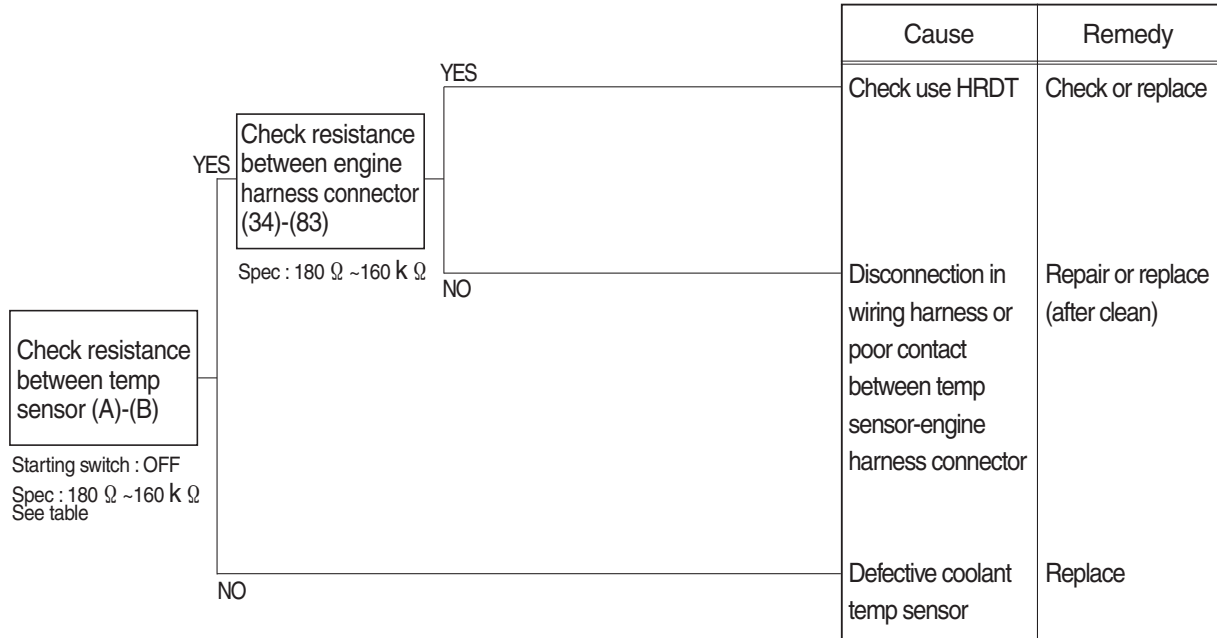 Cause
Remedy
YES
Check use HRDT
Check or replace
Check resistance
between engine
harness connector
(34)-(83)
YES
Spec : 180 Ω ~160 k Ω
NO
Disconnection in
wiring harness or
poor contact
between temp
sensor-engine
harness connector
Repair or replace
(after clean)
Check resistance
between temp
sensor (A)-(B)
Starting switch : OFF
Spec : 180 Ω ~160 k Ω
See table
NO
Defective coolant
temp sensor
Replace